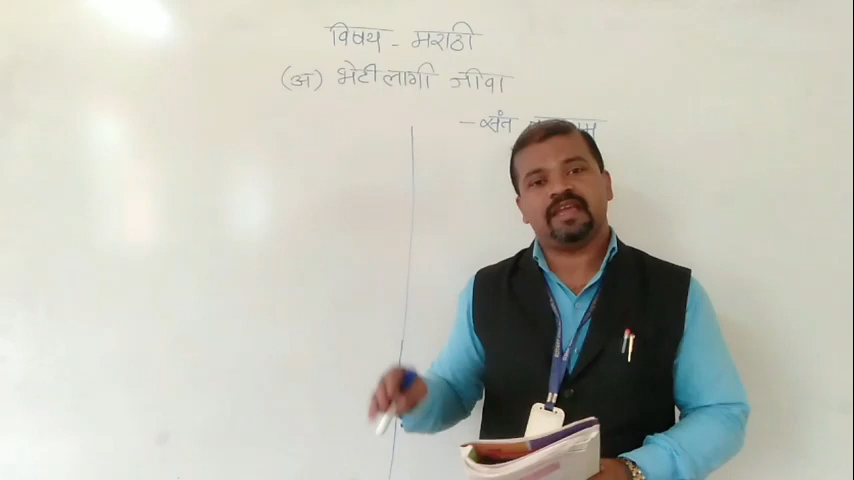 विषय - मराठी
(अ) भेटीलागी जीवा
- संत